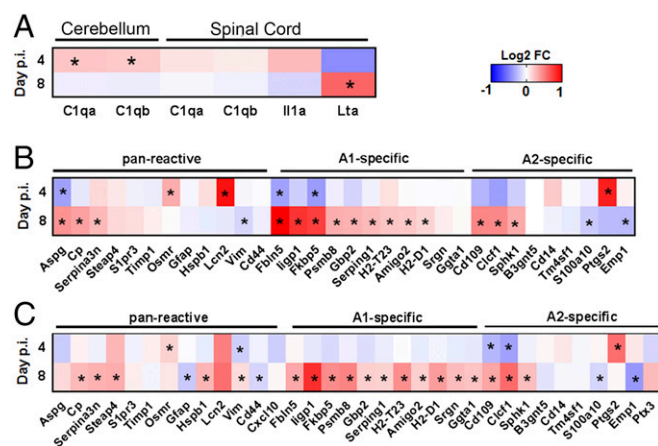 A
Cerebellum Spinal Cord
Day p.i.
4 * *
8 *
C1qa C1qb C1qa C1qb Il1a Lta
Log2 FC
-1 1
B
pan-reactive A1-specific A2-specific
Day p.i.
4 * * * * * *
8 * * * * * * * * * * * * * * * * * *
Aspg Cp Serpina3n Steap4 S1pr3 Timp1 Osmr Gfap Hspb1 Lcn2 Vim Cd44 Fbln5 Iigp1 Fkbp5 Psmb8 Gbp2 Serping1 H2-T23 Amigo2 H2-D1 Srgn Ggta1 Cd109 Clcf1 Sphk1 B3gnt5 Cd14 Tm4sf1 S100a10 Ptgs2 Emp1
C
pan-reactive A1-specific A2-specific
Day p.i.
4 * * * * *
8 * * * * * * * * * * * * * * * * * * * * * * *
Aspg Cp Serpina3n Steap4 S1pr3 Timp1 Osmr Gfap Hspb1 Lcn2 Vim Cd44 Cxcl10 Fbln5 Iigp1 Fkbp5 Psmb8 Gbp2 Serping1 H2-T23 Amigo2 H2-D1 Srgn Ggta1 Cd109 Clcf1 Sphk1 B3gnt5 Cd14 Tm4sf1 S100a10 Ptgs2 Emp1 Ptx3